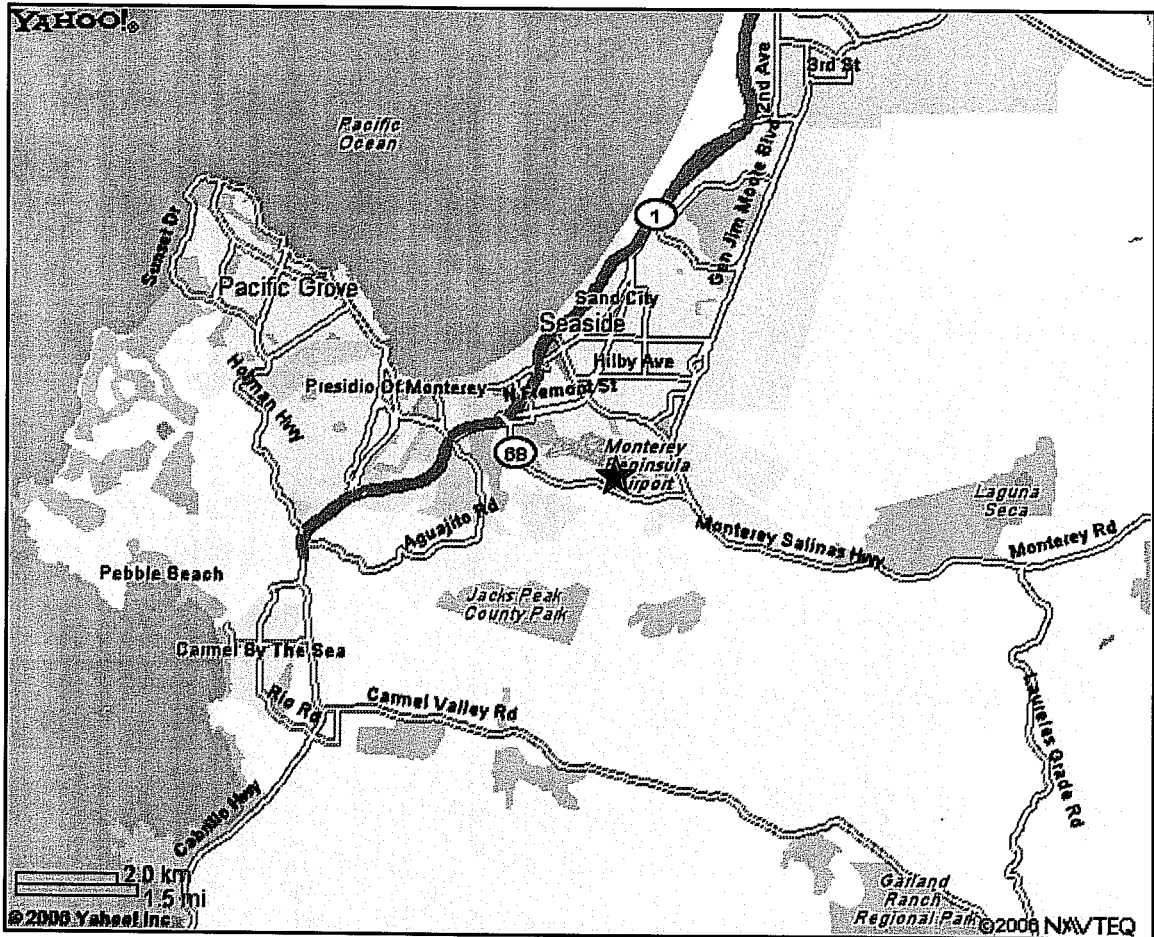 YAHOO!®
3rd St
2nd Ave
Pacific
Ocean
1
Gen Jim Moore Blvd
Sunset Dr
Pacific Grove
Sand City
Seaside
Hilby Ave
Holman Hwy
Presidio Of Monterey
N Fremont St
68
Monterey
Peninsula
Airport
Laguna
Seca
Aguajito Rd
Monterey Salinas Hwy
Monterey Rd
Pebble Beach
Jacks Peak
County Park
Carmel By The Sea
Rio Rd
Carmel Valley Rd
Laureles Grade Rd
Cabrillo Hwy
2.0 km
1.5 mi
Garland
Ranch
Regional Park
© 2006 Yahoo! Inc
©2006 NAVTEQ